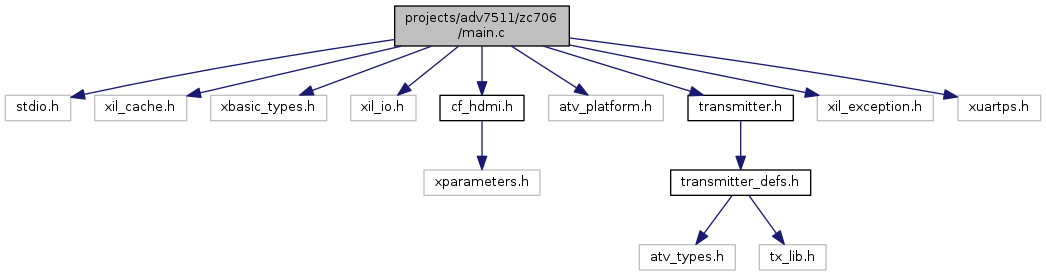 projects/adv7511/zc706
/main.c
stdio.h
xil_cache.h
xbasic_types.h
xil_io.h
cf_hdmi.h
atv_platform.h
transmitter.h
xil_exception.h
xuartps.h
xparameters.h
transmitter_defs.h
atv_types.h
tx_lib.h